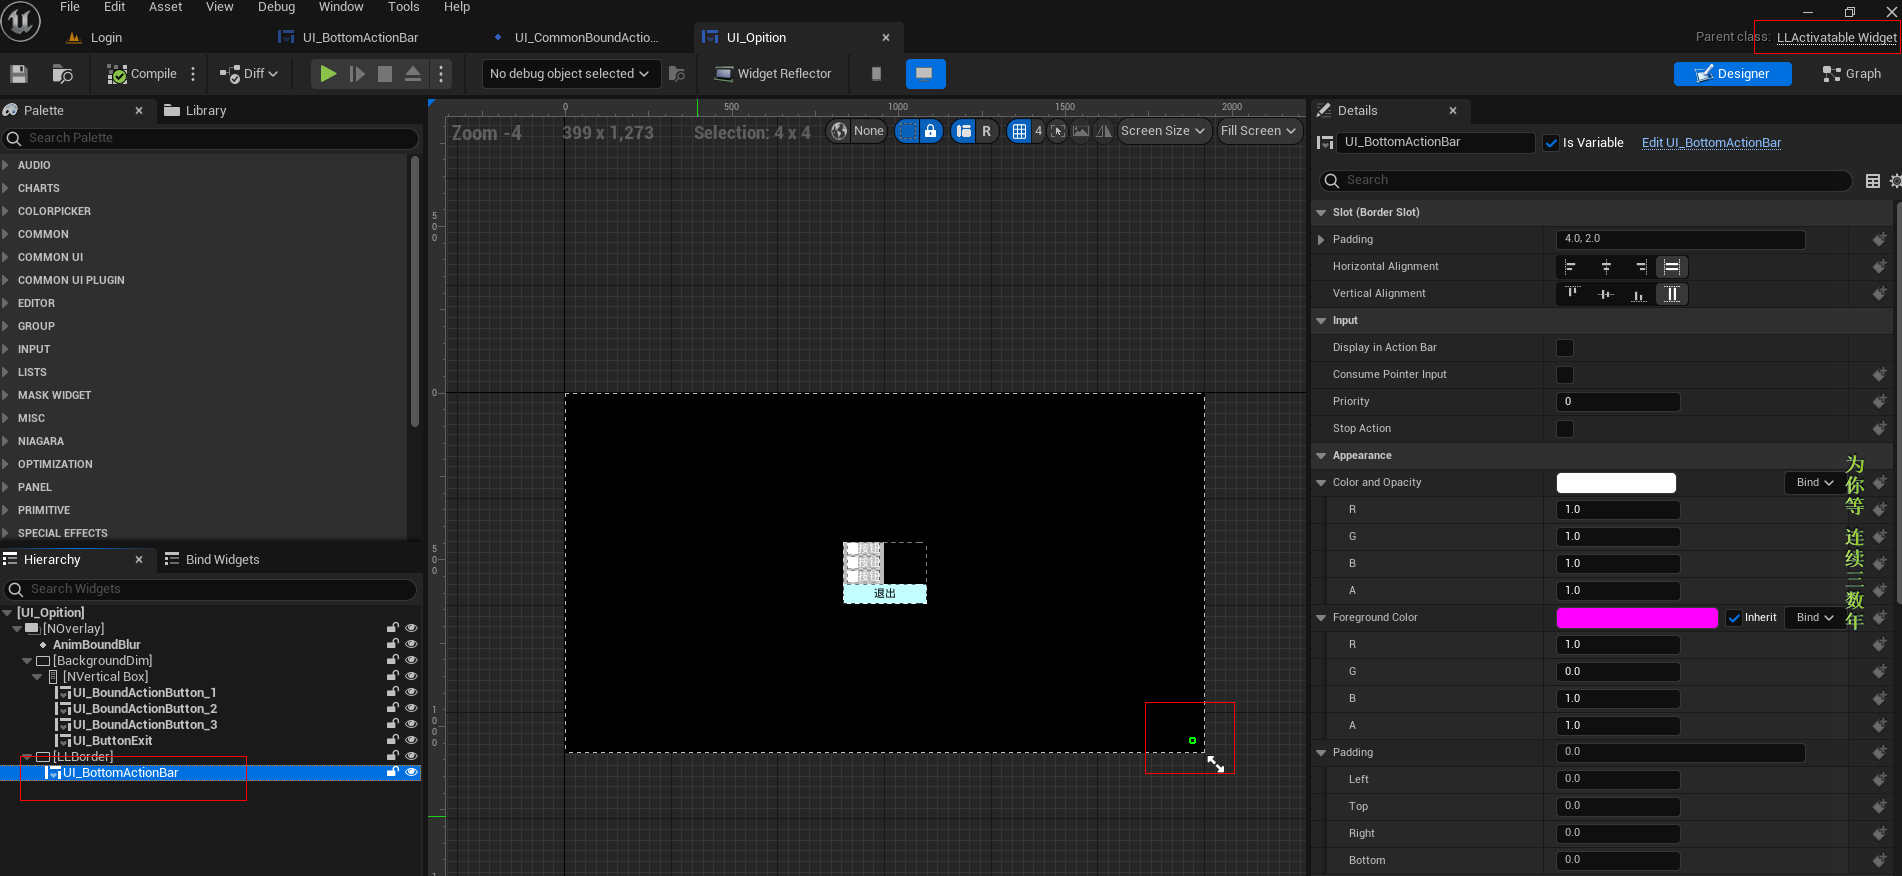 File Edit Asset View Debug Window Tools Help
Login
UI_BottomActionBar
UI_CommonBoundActio...
UI_Opition
Parent class: LLActivatable Widget
Compile
Diff
No debug object selected
Widget Reflector
Designer
Graph
Palette
Library
Search Palette
AUDIO
CHARTS
COLORPICKER
COMMON
COMMON UI
COMMON UI PLUGIN
EDITOR
GROUP
INPUT
LISTS
MASK WIDGET
MISC
NIAGARA
OPTIMIZATION
PANEL
PRIMITIVE
SPECIAL EFFECTS
Hierarchy
Bind Widgets
Search Widgets
[UI_Opition]
[NOverlay]
AnimBoundBlur
[BackgroundDim]
[NVertical Box]
UI_BoundActionButton_1
UI_BoundActionButton_2
UI_BoundActionButton_3
UI_ButtonExit
[LLBorder]
UI_BottomActionBar
0 500 1000 1500 2000
Zoom -4
399 x 1,273
Selection: 4 x 4
None
R
4
Screen Size
Fill Screen
500
0
500
1000
按钮
按钮
按钮
退出
Details
UI_BottomActionBar
Is Variable
Edit UI_BottomActionBar
Search
Slot (Border Slot)
Padding 4.0, 2.0
Horizontal Alignment
Vertical Alignment
Input
Display in Action Bar
Consume Pointer Input
Priority 0
Stop Action
Appearance
Color and Opacity Bind
R 1.0
G 1.0
B 1.0
A 1.0
Foreground Color Inherit Bind
R 1.0
G 0.0
B 1.0
A 1.0
Padding 0.0
Left 0.0
Top 0.0
Right 0.0
Bottom 0.0
为你等 连续三数年